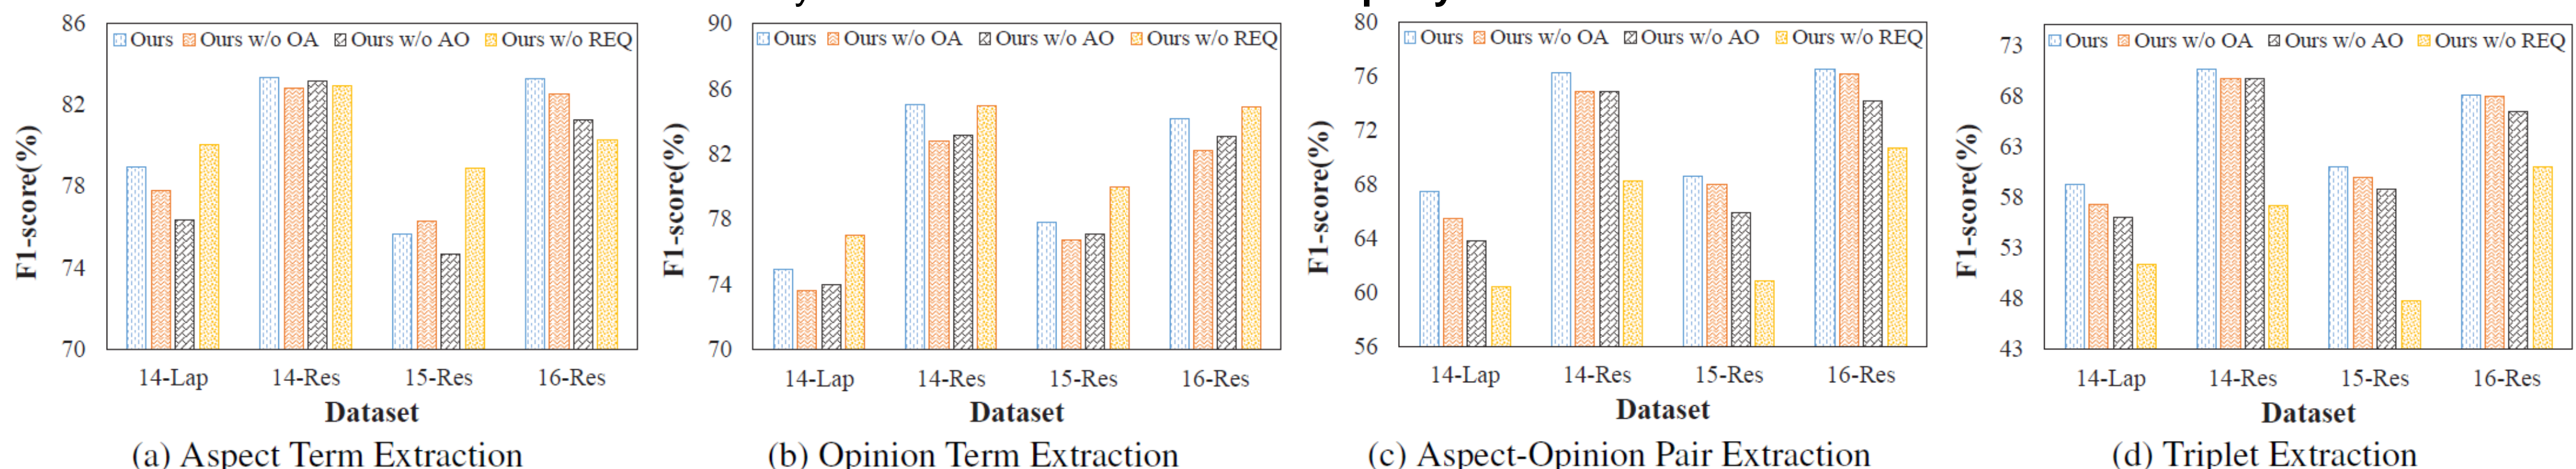 86
82
78
74
70
F1-score(%)
Ours Ours w/o OA Ours w/o AO Ours w/o REQ
14-Lap 14-Res 15-Res 16-Res
Dataset
(a) Aspect Term Extraction
90
86
82
78
74
70
F1-score(%)
Ours Ours w/o OA Ours w/o AO Ours w/o REQ
14-Lap 14-Res 15-Res 16-Res
Dataset
(b) Opinion Term Extraction
80
76
72
68
64
60
56
F1-score(%)
Ours Ours w/o OA Ours w/o AO Ours w/o REQ
14-Lap 14-Res 15-Res 16-Res
Dataset
(c) Aspect-Opinion Pair Extraction
73
68
63
58
53
48
43
F1-score(%)
Ours Ours w/o OA Ours w/o AO Ours w/o REQ
14-Lap 14-Res 15-Res 16-Res
Dataset
(d) Triplet Extraction